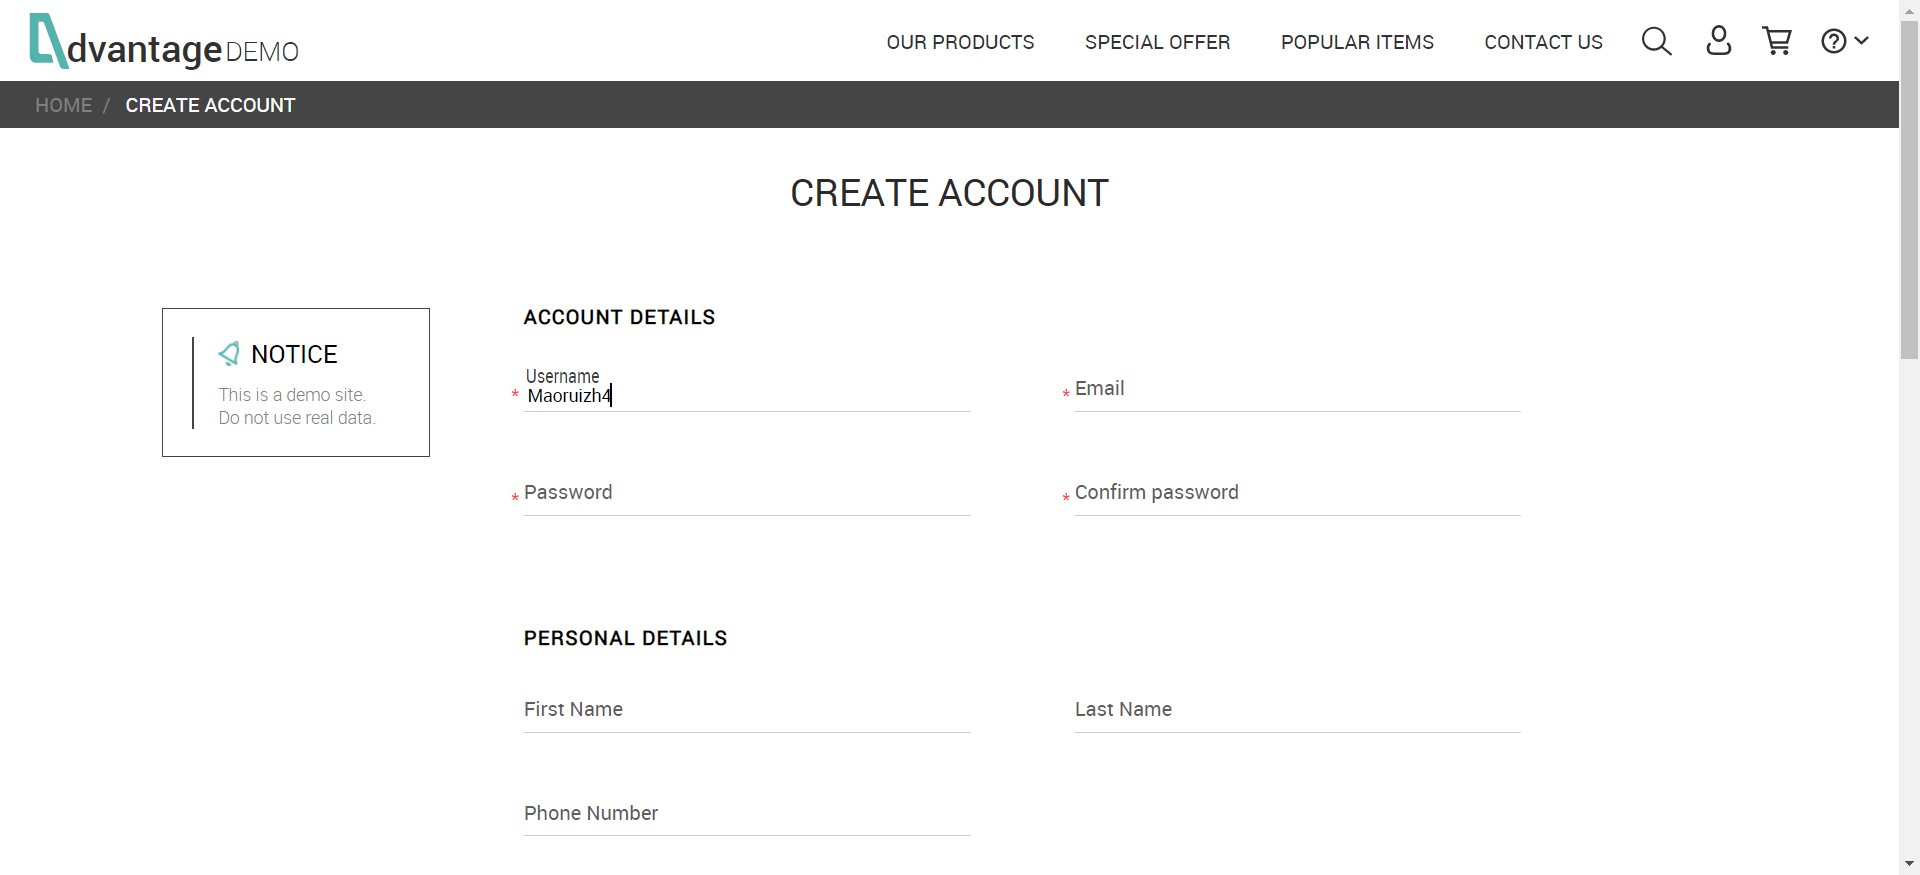 dvantage DEMO
OUR PRODUCTS
SPECIAL OFFER
POPULAR ITEMS
CONTACT US
HOME / CREATE ACCOUNT
CREATE ACCOUNT
NOTICE
This is a demo site.
Do not use real data.
ACCOUNT DETAILS
Username
* Maoruizh4
* Email
* Password
* Confirm password
PERSONAL DETAILS
First Name
Last Name
Phone Number